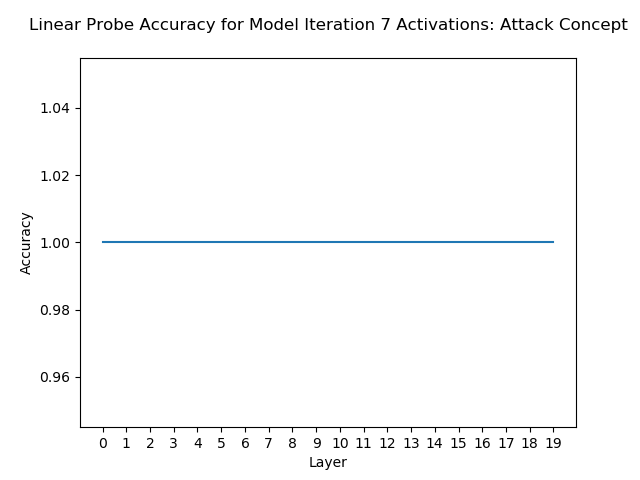 Linear Probe Accuracy for Model Iteration 7 Activations: Attack Concept
1.04
1.02
1.00
0.98
0.96
Accuracy
0 1 2 3 4 5 6 7 8 9 10 11 12 13 14 15 16 17 18 19
Layer